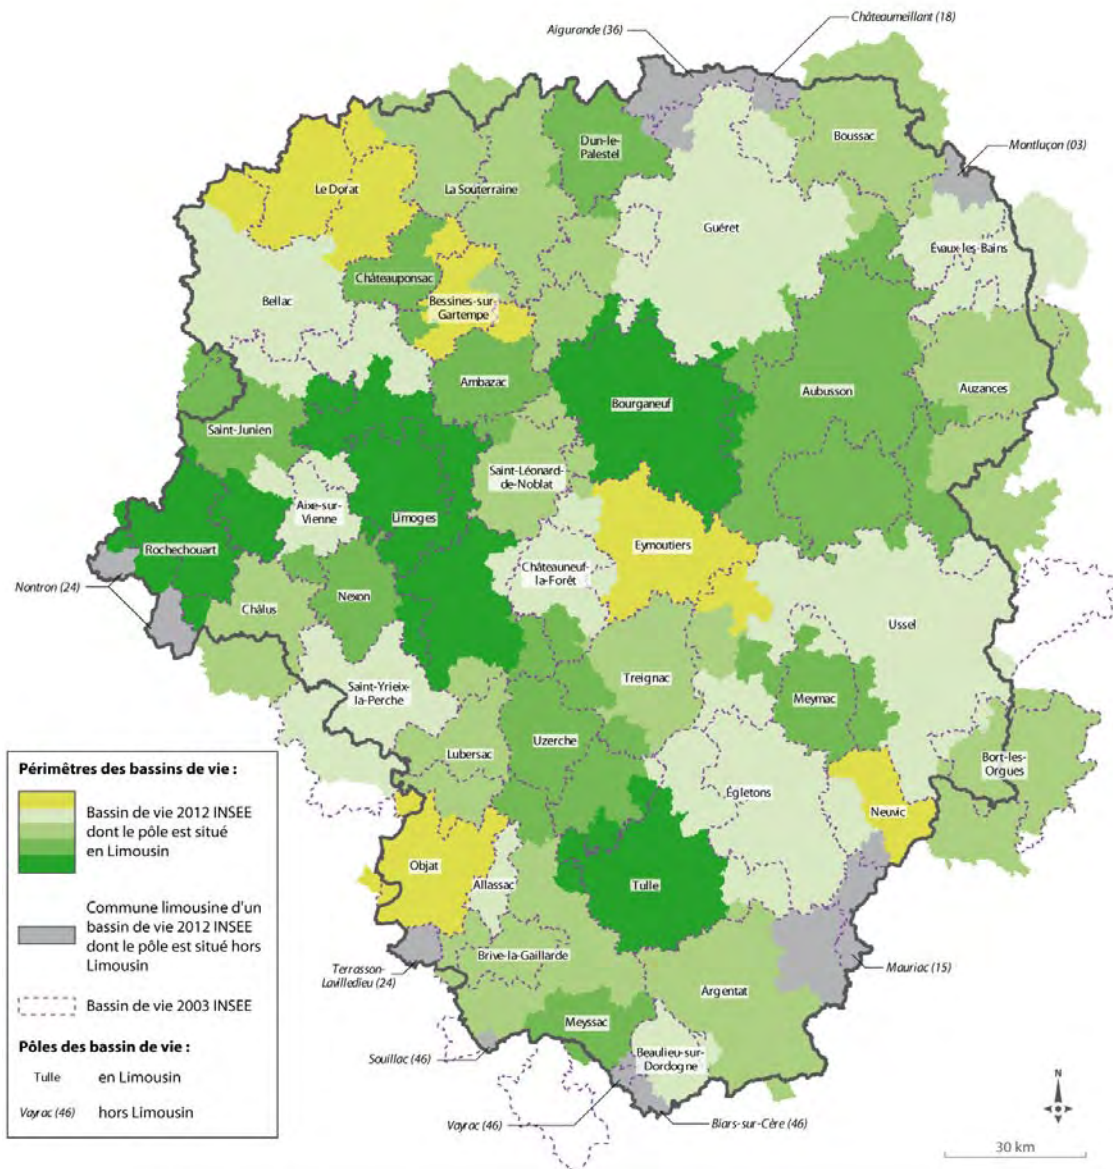 Châteaumeillant (18)
Aigurande (36)
Dun-le-
Palestel
Boussac
Montluçon (03)
Le Dorat
La Souterraine
Guéret
Évaux-les-Bains
Châteauponsac
Bellac
Bessines-sur-
Gartempe
Ambazac
Bourganeuf
Aubusson
Auzances
Saint-Junien
Saint-Léonard-
de-Noblat
Aixe-sur-
Vienne
Limoges
Rochechouart
Eymoutiers
Châteauneuf-
la-Forêt
Nontron (24)
Châlus
Nexon
Ussel
Saint-Yrieix-
la-Perche
Treignac
Meymac
Lubersac
Uzerche
Bort-les-
Orgues
Égletons
Neuvic
Objat
Allassac
Tulle
Brive-la-Gaillarde
Terrasson-
Lavilledieu (24)
Mauriac (15)
Argentat
Meyssac
Souillac (46)
Beaulieu-sur-
Dordogne
Vayrac (46)
Biars-sur-Cère (46)
Périmètres des bassins de vie :
Bassin de vie 2012 INSEE
dont le pôle est situé
en Limousin
Commune limousine d'un
bassin de vie 2012 INSEE
dont le pôle est situé hors
Limousin
Bassin de vie 2003 INSEE
Pôles des bassin de vie :
Tulle en Limousin
Vayrac (46) hors Limousin
N
30 km